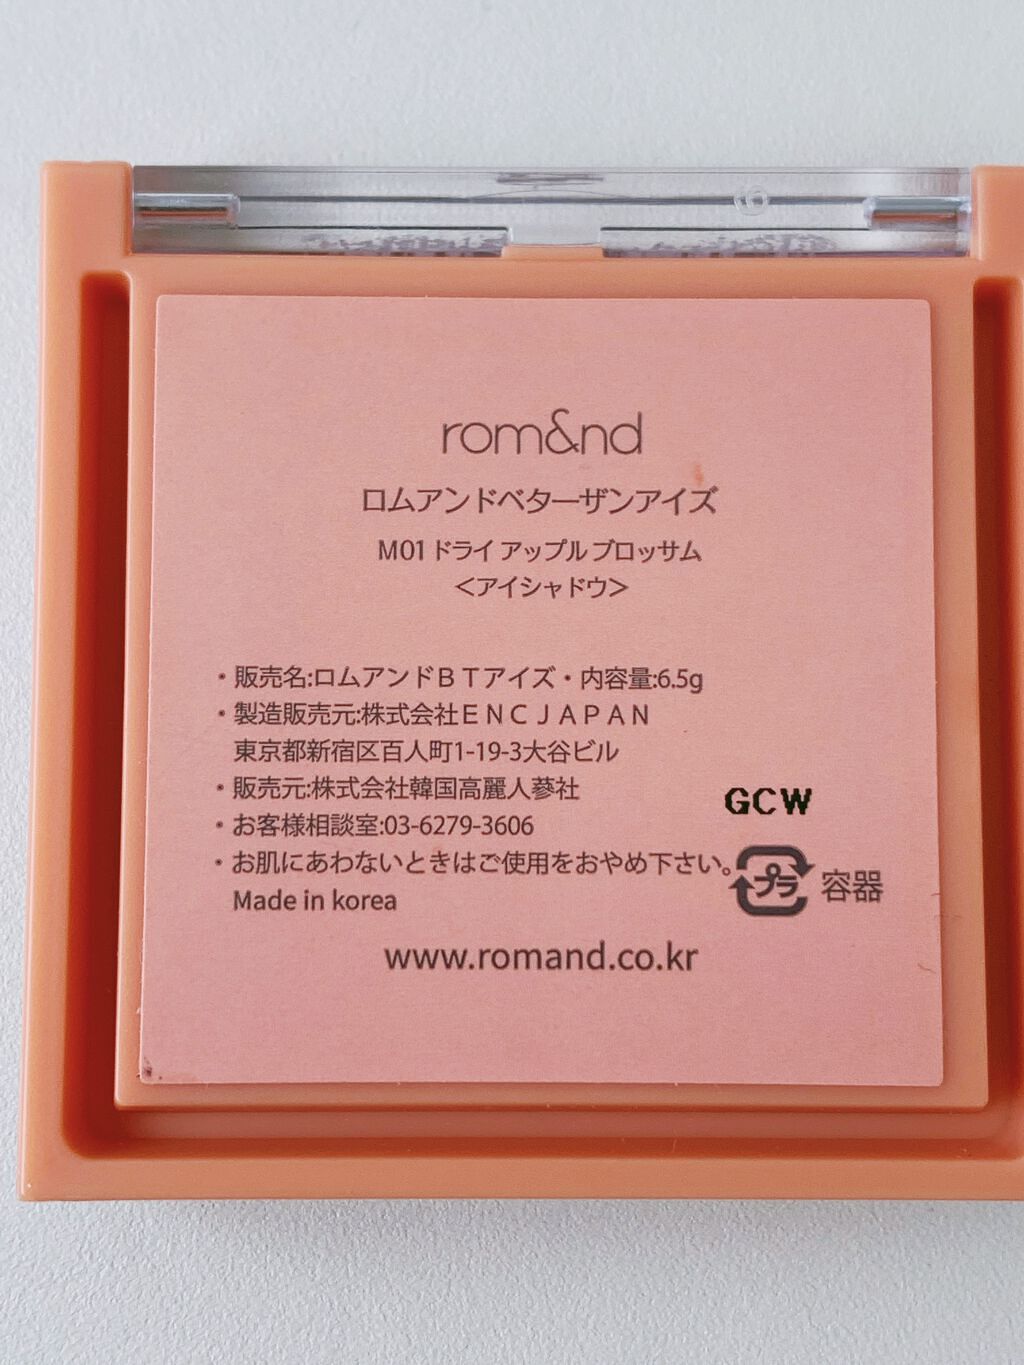 rom&nd
ロムアンドベターザンアイズ
M01 ドライ アップル ブロッサム
＜アイシャドウ＞
・販売名:ロムアンドＢＴアイズ・内容量:6.5g
・製造販売元:株式会社ＥＮＣＪＡＰＡＮ
東京都新宿区百人町1-19-3大谷ビル
・販売元:株式会社韓国高麗人蔘社
GCW
・お客様相談室:03-6279-3606
・お肌にあわないときはご使用をおやめ下さい。
プラ 容器
Made in korea
www.romand.co.kr